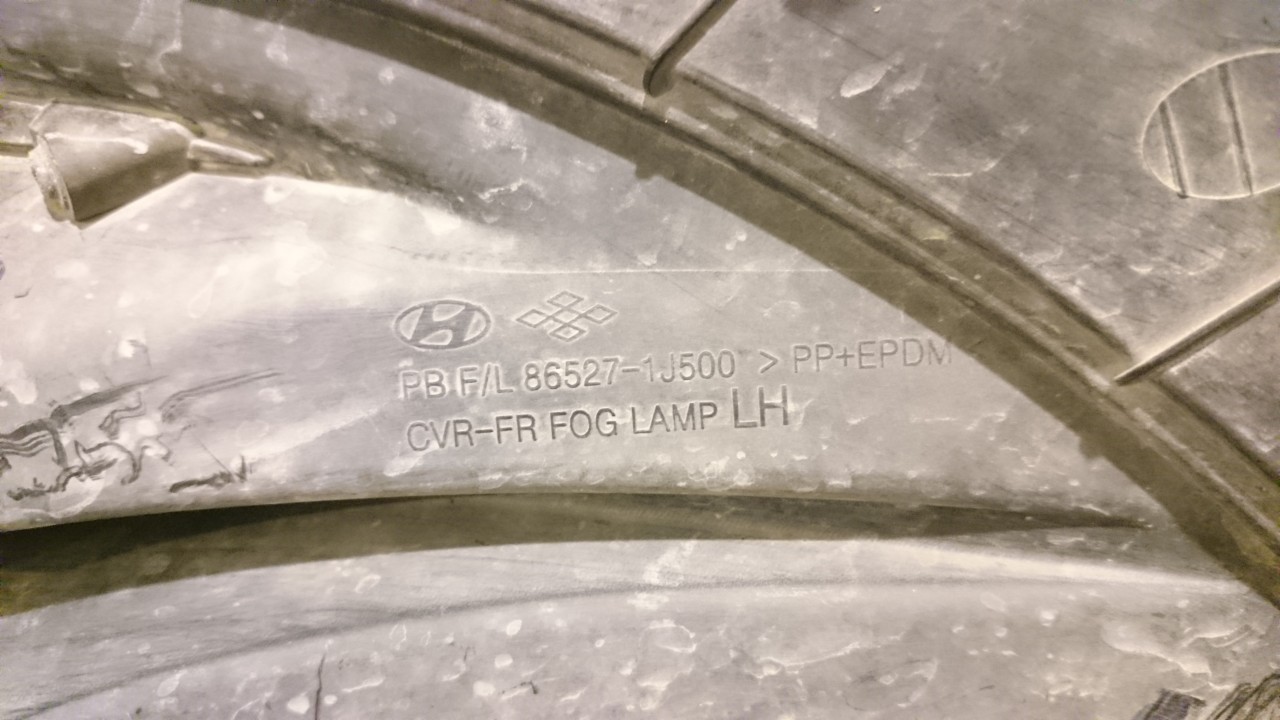 PB F/L 86527-1J500 > PP+EPDM
CVR-FR FOG LAMP LH